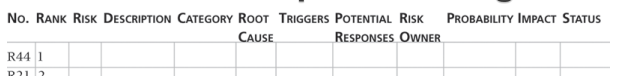 NO. RANK RISK DESCRIPTION CATEGORY ROOT TRIGGERS POTENTIAL RISK PROBABILITY IMPACT STATUS
CAUSE RESPONSES OWNER
R44 1
R21 2